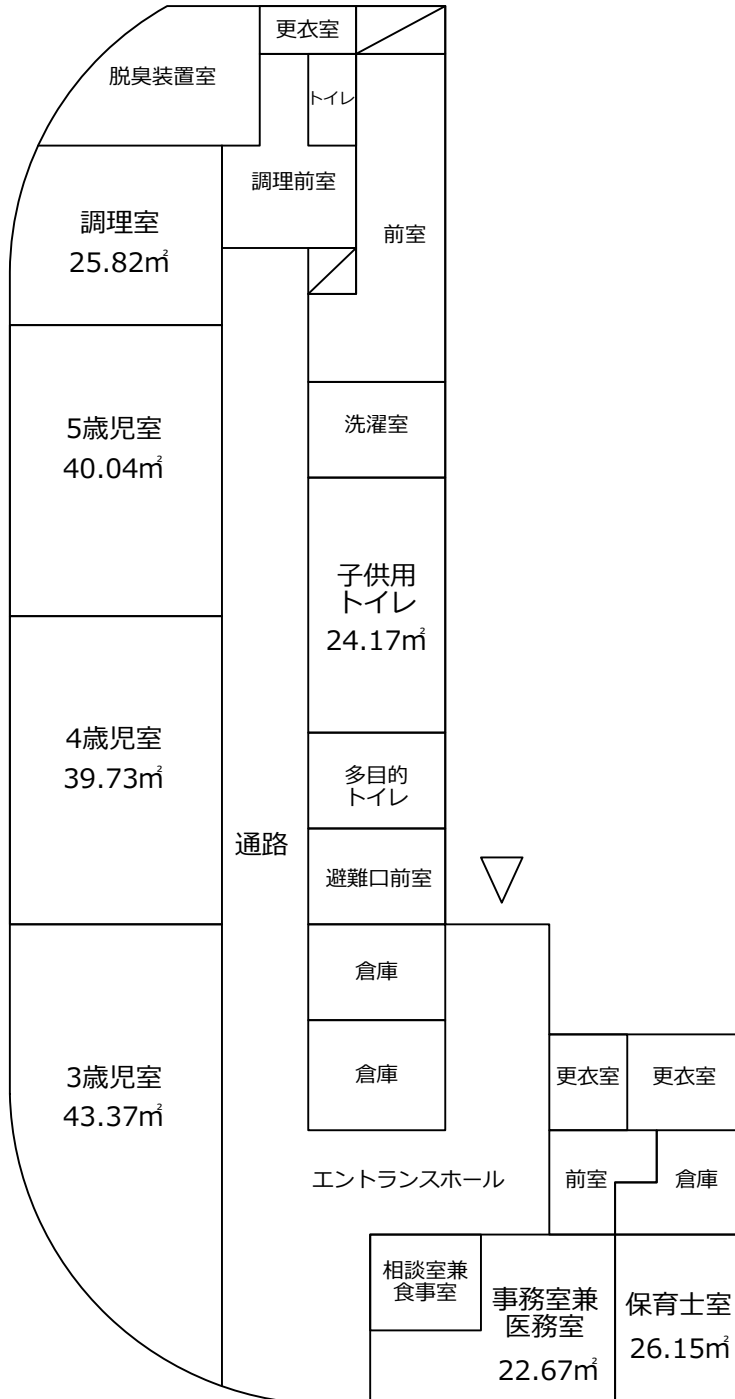 更衣室
脱臭装置室
トイレ
調理前室
調理室
25.82㎡
前室
5歳児室
40.04㎡
洗濯室
子供用
トイレ
24.17㎡
4歳児室
39.73㎡
多目的
トイレ
通路
避難口前室
倉庫
3歳児室
43.37㎡
倉庫
更衣室
更衣室
エントランスホール
前室
倉庫
相談室兼
食事室
事務室兼
医務室
22.67㎡
保育士室
26.15㎡